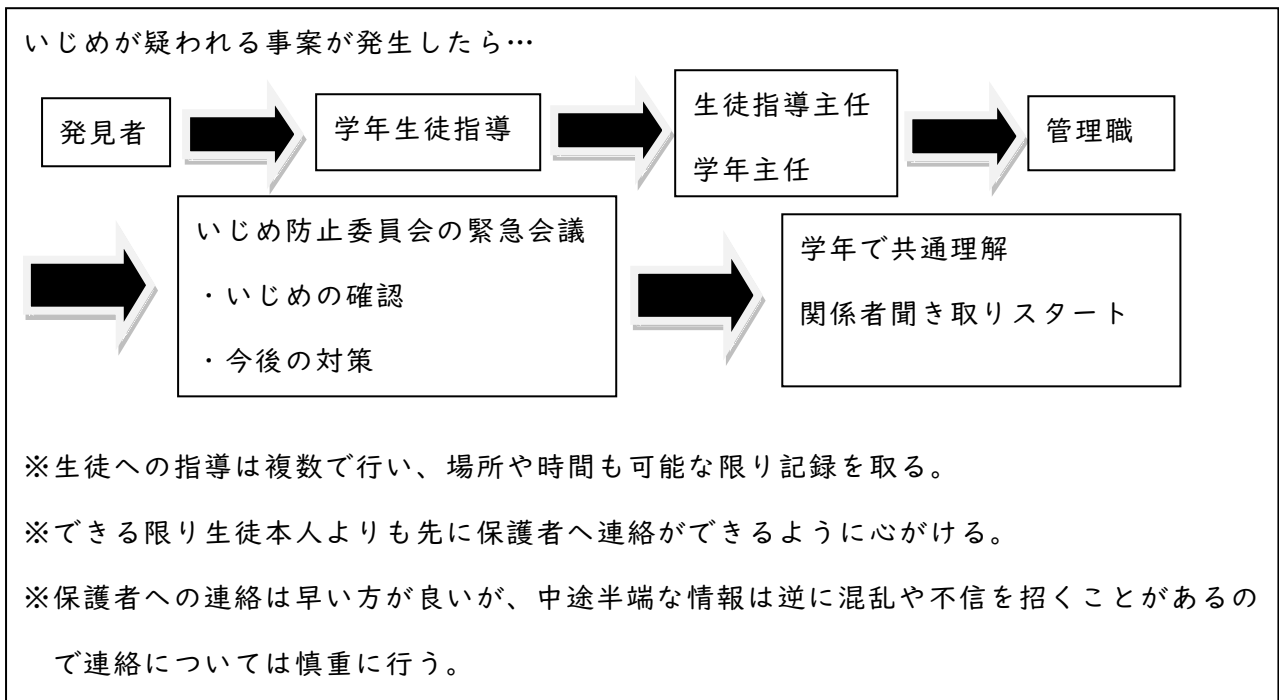 いじめが疑われる事案が発生したら…
発見者
学年生徒指導
生徒指導主任
学年主任
管理職
いじめ防止委員会の緊急会議
・いじめの確認
・今後の対策
学年で共通理解
関係者聞き取りスタート
※生徒への指導は複数で行い、場所や時間も可能な限り記録を取る。
※できる限り生徒本人よりも先に保護者へ連絡ができるように心がける。
※保護者への連絡は早い方が良いが、中途半端な情報は逆に混乱や不信を招くことがあるの
で連絡については慎重に行う。